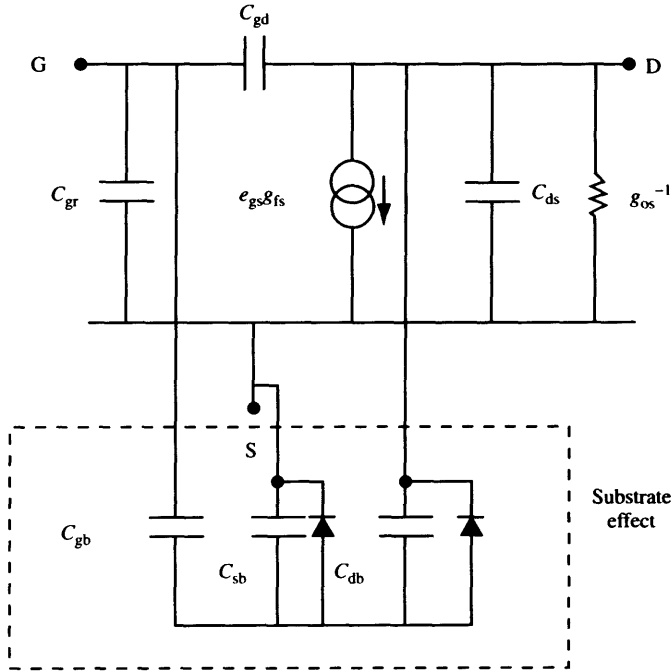 C_gd
G
D
C_gr
e_gs g_fs
C_ds
g_os⁻¹
S
Substrate
effect
C_gb
C_sb
C_db